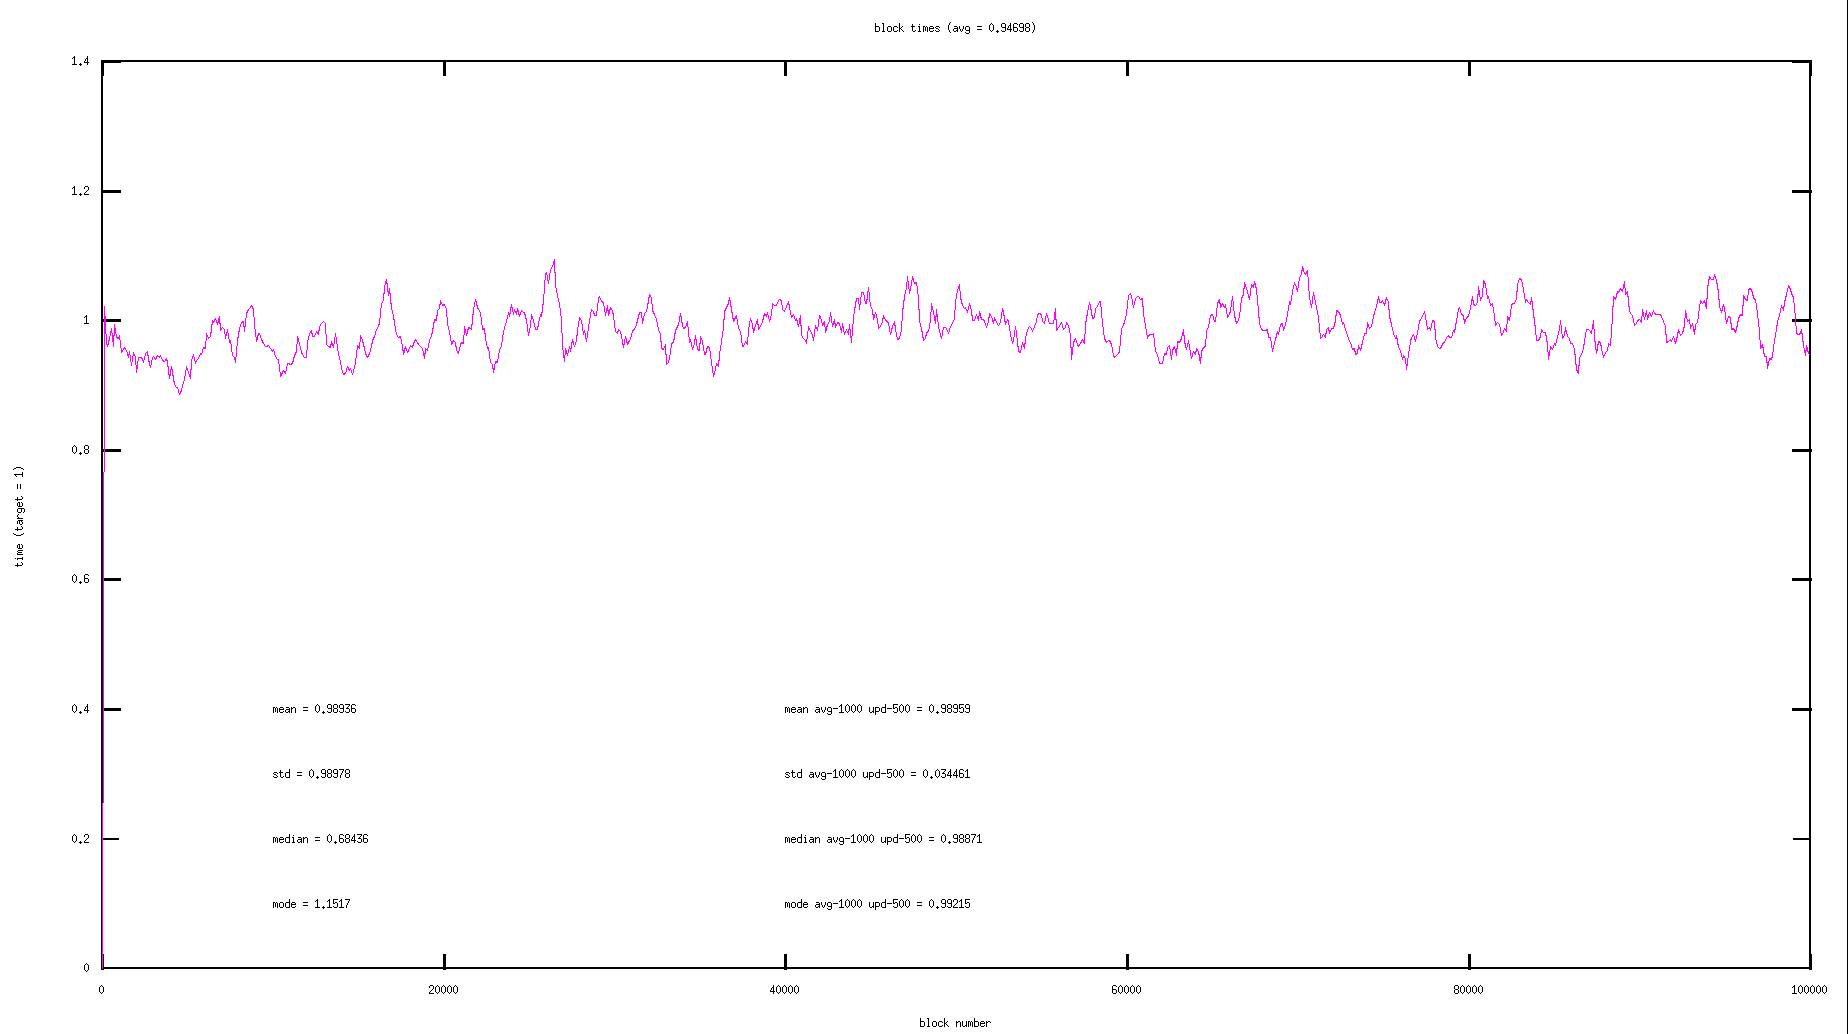 block times (avg = 0.94698)
1.4
1.2
1
0.8
0.6
0.4
0.2
0
time (target = 1)
mean = 0.98936
mean avg-1000 upd-500 = 0.98959
std = 0.98978
std avg-1000 upd-500 = 0.034461
median = 0.68436
median avg-1000 upd-500 = 0.98871
mode = 1.1517
mode avg-1000 upd-500 = 0.99215
0
20000
40000
60000
80000
100000
block number